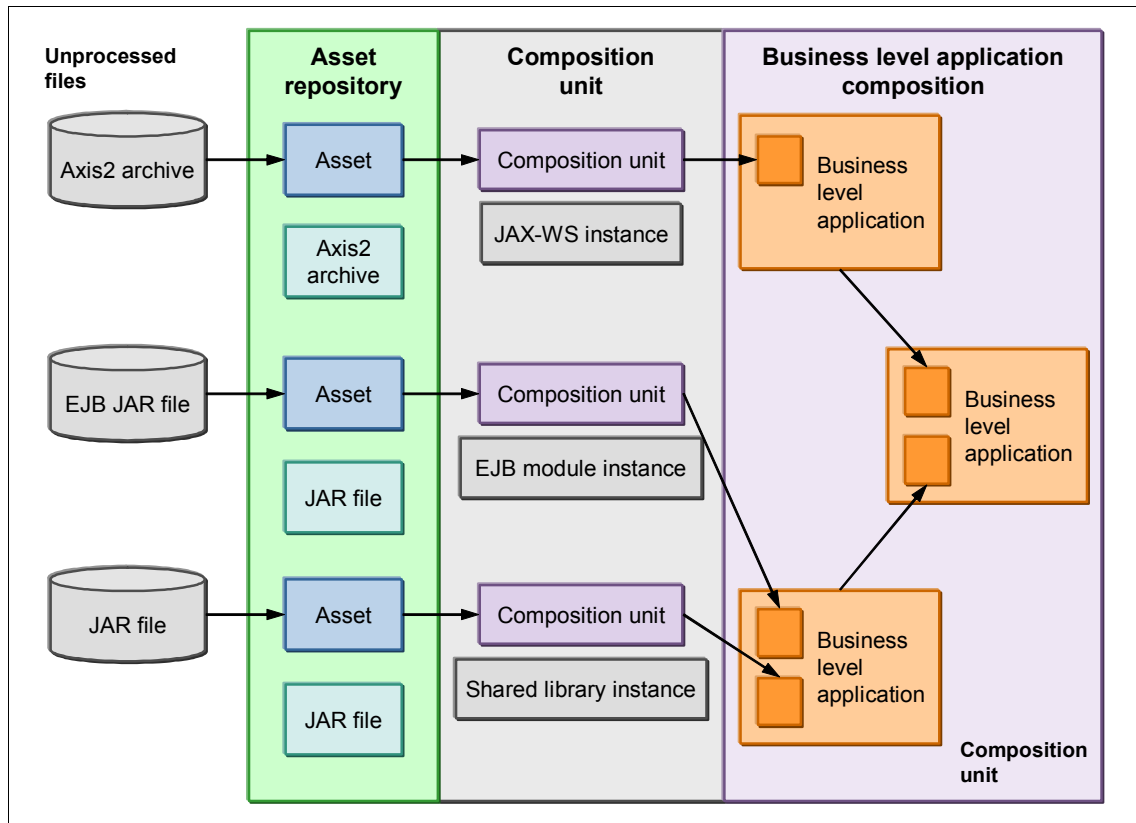 Unprocessed
files
Asset
repository
Composition
unit
Business level application
composition
Axis2 archive
Asset
Composition unit
Business
level
application
Axis2
archive
JAX-WS instance
EJB JAR file
Asset
Composition unit
Business
level
application
JAR file
EJB module instance
JAR file
Asset
Composition unit
Business
level
application
JAR file
Shared library instance
Composition
unit